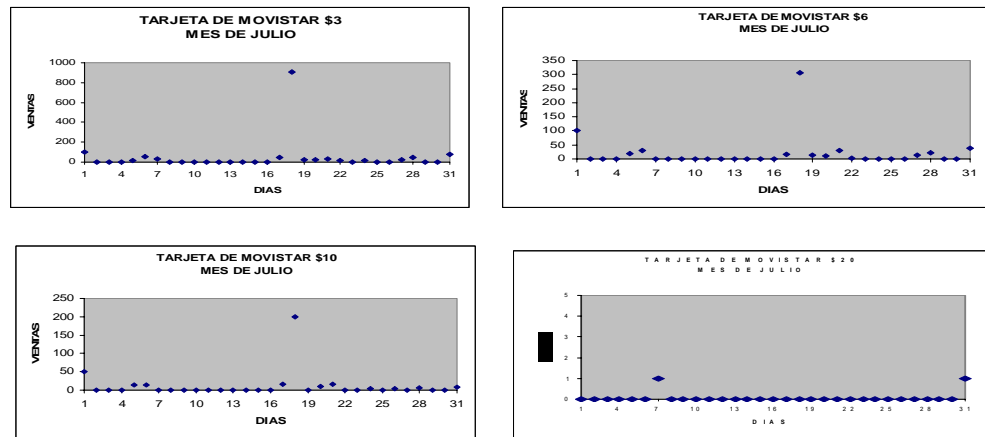 TARJETA DE MOVISTAR $3
MES DE JULIO
1000
800
600
400
200
0
VENTAS
1 4 7 10 13 16 19 22 25 28 31
DIAS
TARJETA DE MOVISTAR $6
MES DE JULIO
350
300
250
200
150
100
50
0
VENTAS
1 4 7 10 13 16 19 22 25 28 31
DIAS
TARJETA DE MOVISTAR $10
MES DE JULIO
250
200
150
100
50
0
VENTAS
1 4 7 10 13 16 19 22 25 28 31
DIAS
TARJETA DE MOVISTAR $20
MES DE JULIO
5
4
3
2
1
0
1 4 7 10 13 16 19 22 25 28 31
DIAS